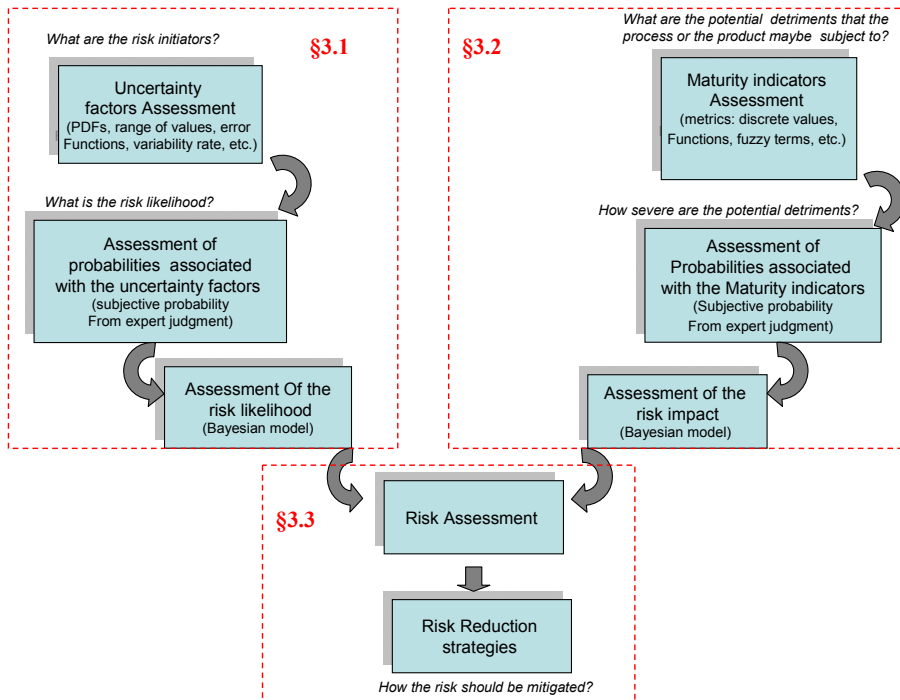 What are the risk initiators?
§3.1
Uncertainty
factors Assessment
(PDFs, range of values, error
Functions, variability rate, etc.)
What is the risk likelihood?
Assessment of
probabilities associated
with the uncertainty factors
(subjective probability
From expert judgment)
Assessment Of the
risk likelihood
(Bayesian model)
What are the potential detriments that the
process or the product maybe subject to?
§3.2
Maturity indicators
Assessment
(metrics: discrete values,
Functions, fuzzy terms, etc.)
How severe are the potential detriments?
Assessment of
Probabilities associated
with the Maturity indicators
(Subjective probability
From expert judgment)
Assessment of the
risk impact
(Bayesian model)
§3.3
Risk Assessment
Risk Reduction
strategies
How the risk should be mitigated?